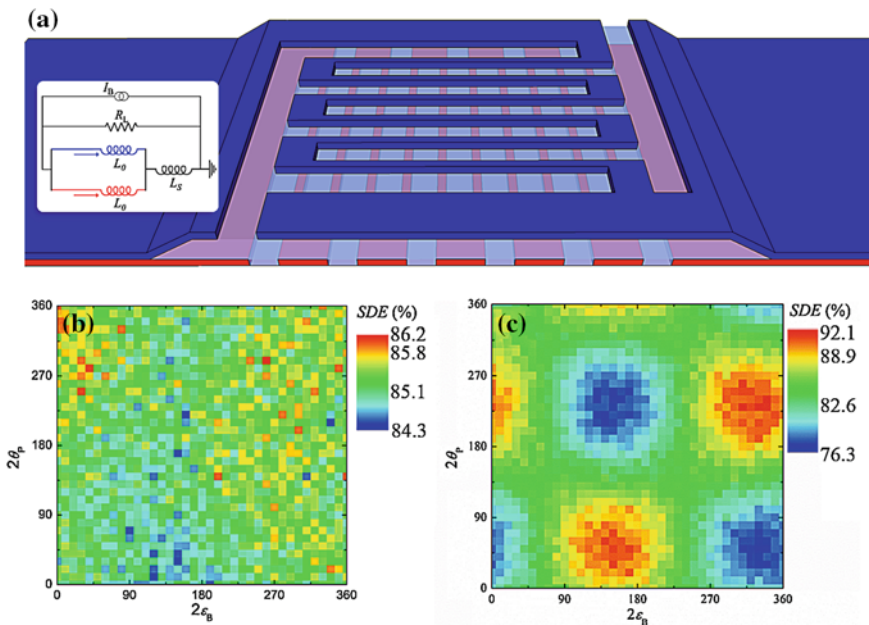 (a)
I_B
R_L
L_0
L_S
L_0
(b)
SDE (%)
86.2
85.8
85.1
84.3
360
270
180
90
0
2θ_P
0 90 180 270 360
2ε_B
(c)
SDE (%)
92.1
88.9
82.6
76.3
360
270
180
90
0
2θ_P
0 90 180 270 360
2ε_B